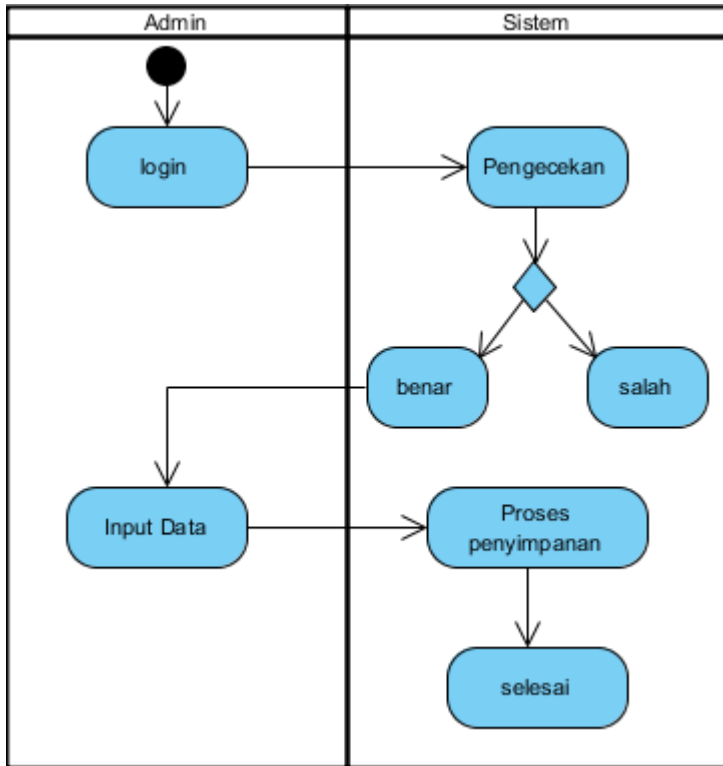 Admin
Sistem
login
Pengecekan
benar
salah
Input Data
Proses
penyimpanan
selesai